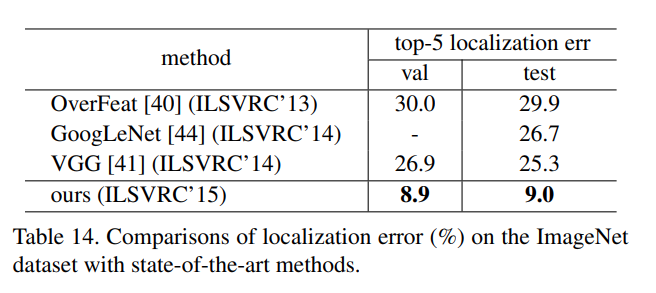 method top-5 localization err
val test
OverFeat [40] (ILSVRC’13) 30.0 29.9
GoogLeNet [44] (ILSVRC’14) - 26.7
VGG [41] (ILSVRC’14) 26.9 25.3
ours (ILSVRC’15) 8.9 9.0
Table 14. Comparisons of localization error (%) on the ImageNet
dataset with state-of-the-art methods.